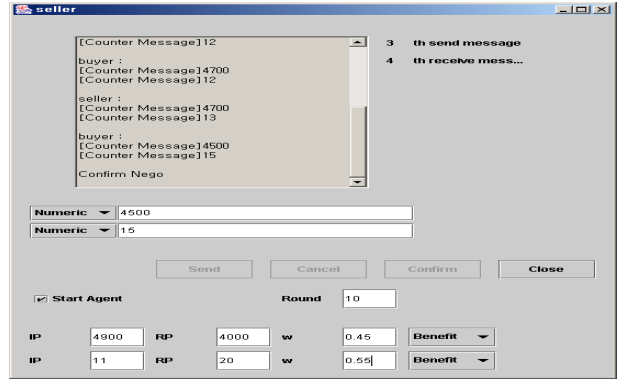 seller
[Counter Message]12
buyer :
[Counter Message]4700
[Counter Message]12
seller :
[Counter Message]4700
[Counter Message]13
buyer :
[Counter Message]4500
[Counter Message]15
Confirm Nego
3 th send message
4 th receive mess...
Numeric 4500
Numeric 15
Send Cancel Confirm Close
Start Agent Round 10
IP 4900 RP 4000 w 0.45 Benefit
IP 11 RP 20 w 0.55 Benefit